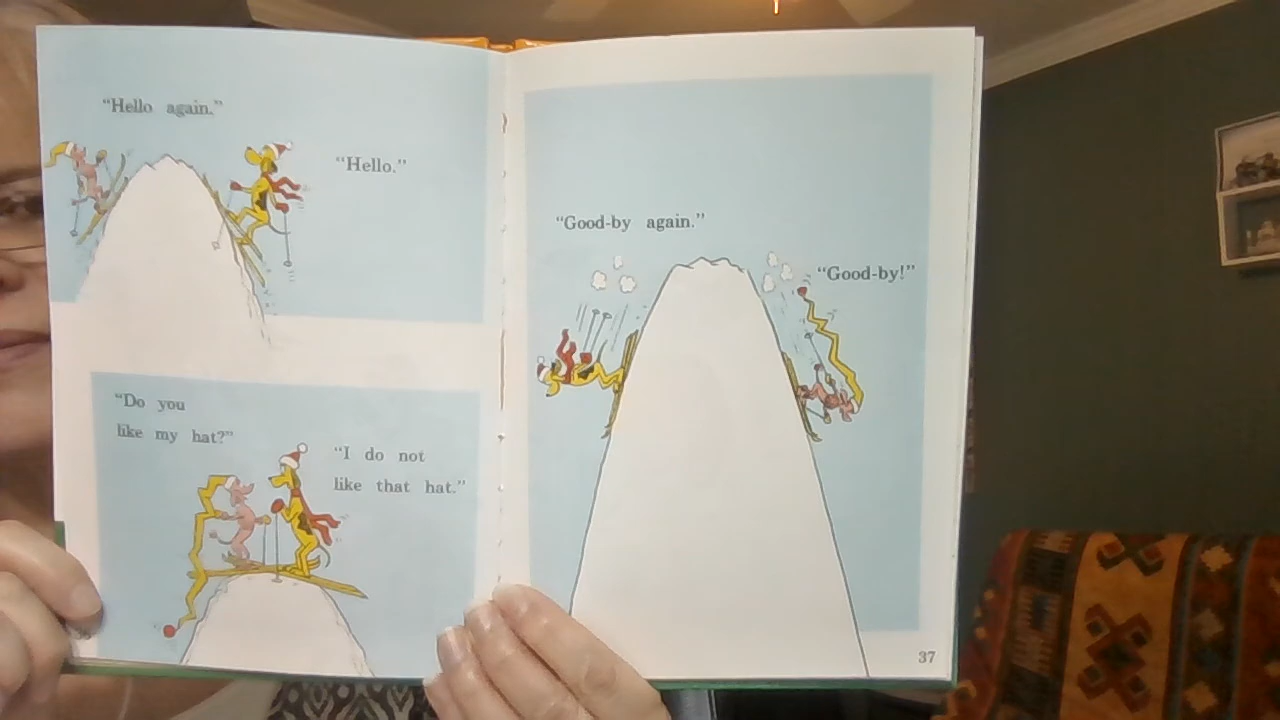 “Hello again.”
“Hello.”
“Do you
like my hat?”
“I do not
like that hat.”
“Good-by again.”
“Good-by!”
37